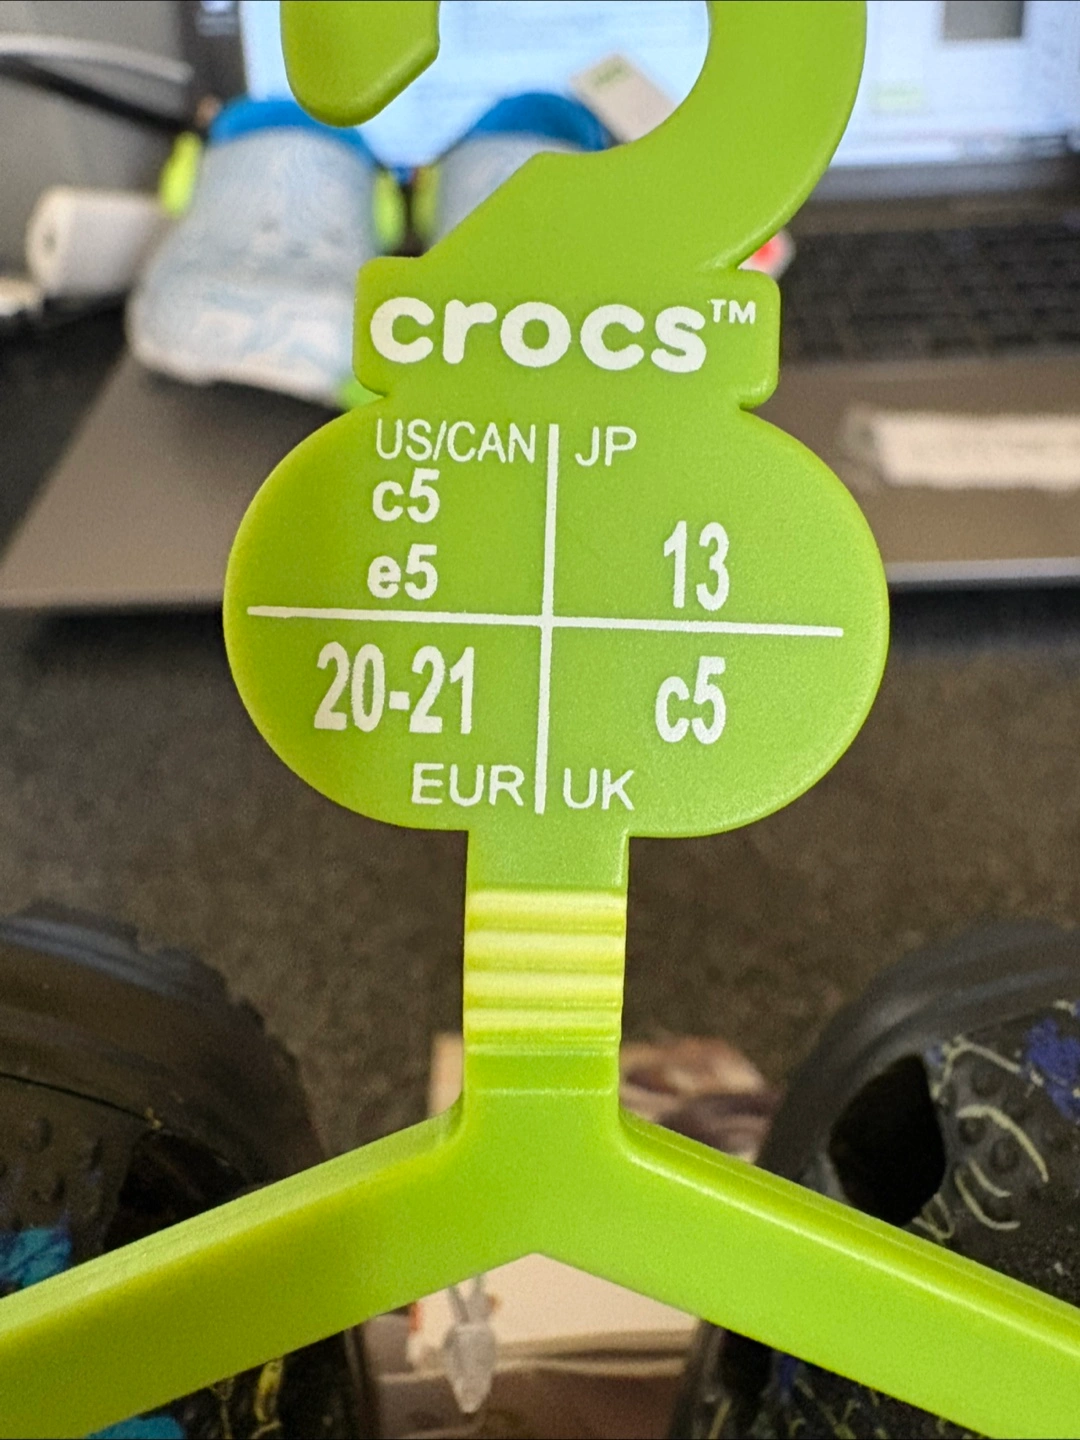 crocs™
US/CAN
c5
e5
JP
13
20-21
EUR
c5
UK